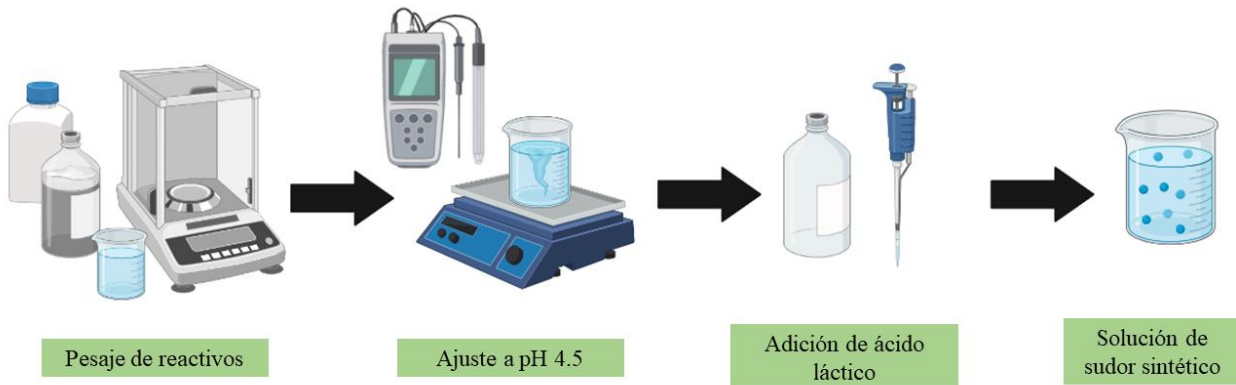 Pesaje de reactivos
Ajuste a pH 4.5
Adición de ácido
láctico
Solución de
sudor sintético